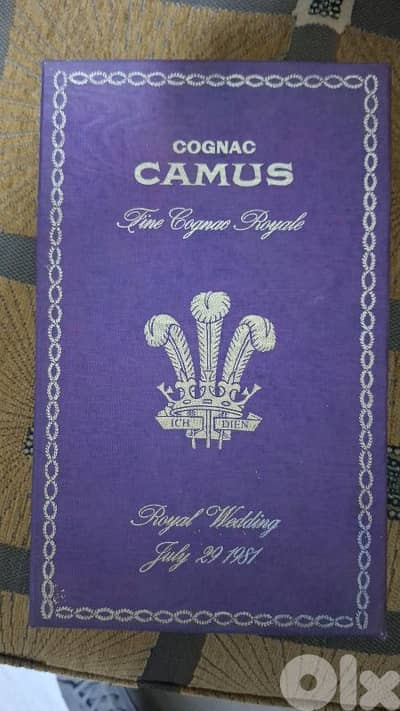 COGNAC
CAMUS
Fine Cognac Royale
ICH DIEN
Royal Wedding
July 29 1981
OLX